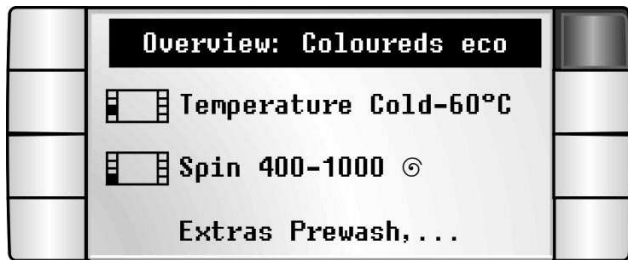 Overview: Coloureds eco
Temperature Cold-60°C
Spin 400-1000
Extras Prewash,...